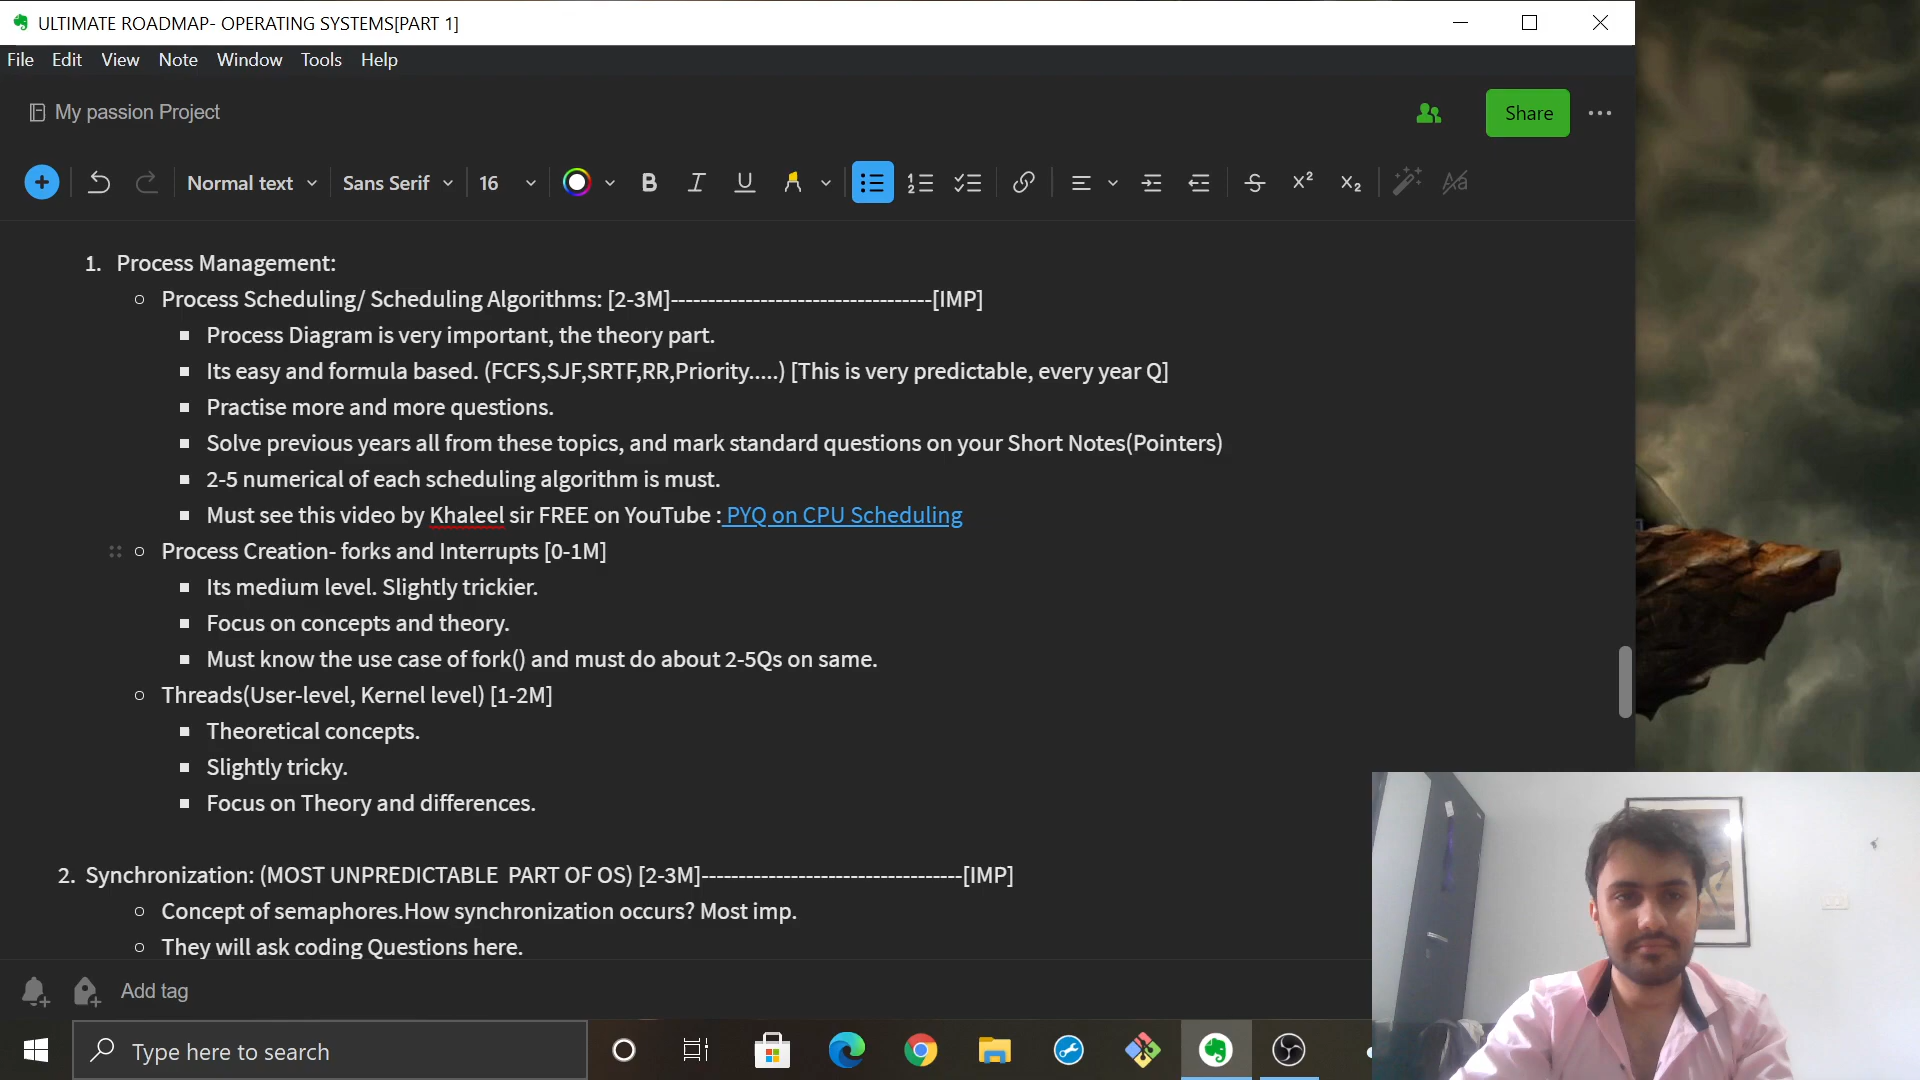 ULTIMATE ROADMAP- OPERATING SYSTEMS[PART 1]
File Edit View Note Window Tools Help
My passion Project
Share
Normal text Sans Serif 16
1. Process Management:
Process Scheduling/ Scheduling Algorithms: [2-3M]-----------------------------------[IMP]
Process Diagram is very important, the theory part.
Its easy and formula based. (FCFS,SJF,SRTF,RR,Priority.....) [This is very predictable, every year Q]
Practise more and more questions.
Solve previous years all from these topics, and mark standard questions on your Short Notes(Pointers)
2-5 numerical of each scheduling algorithm is must.
Must see this video by Khaleel sir FREE on YouTube : PYQ on CPU Scheduling
Process Creation- forks and Interrupts [0-1M]
Its medium level. Slightly trickier.
Focus on concepts and theory.
Must know the use case of fork() and must do about 2-5Qs on same.
Threads(User-level, Kernel level) [1-2M]
Theoretical concepts.
Slightly tricky.
Focus on Theory and differences.
2. Synchronization: (MOST UNPREDICTABLE  PART OF OS) [2-3M]-----------------------------------[IMP]
Concept of semaphores.How synchronization occurs? Most imp.
They will ask coding Questions here.
Add tag
Type here to search